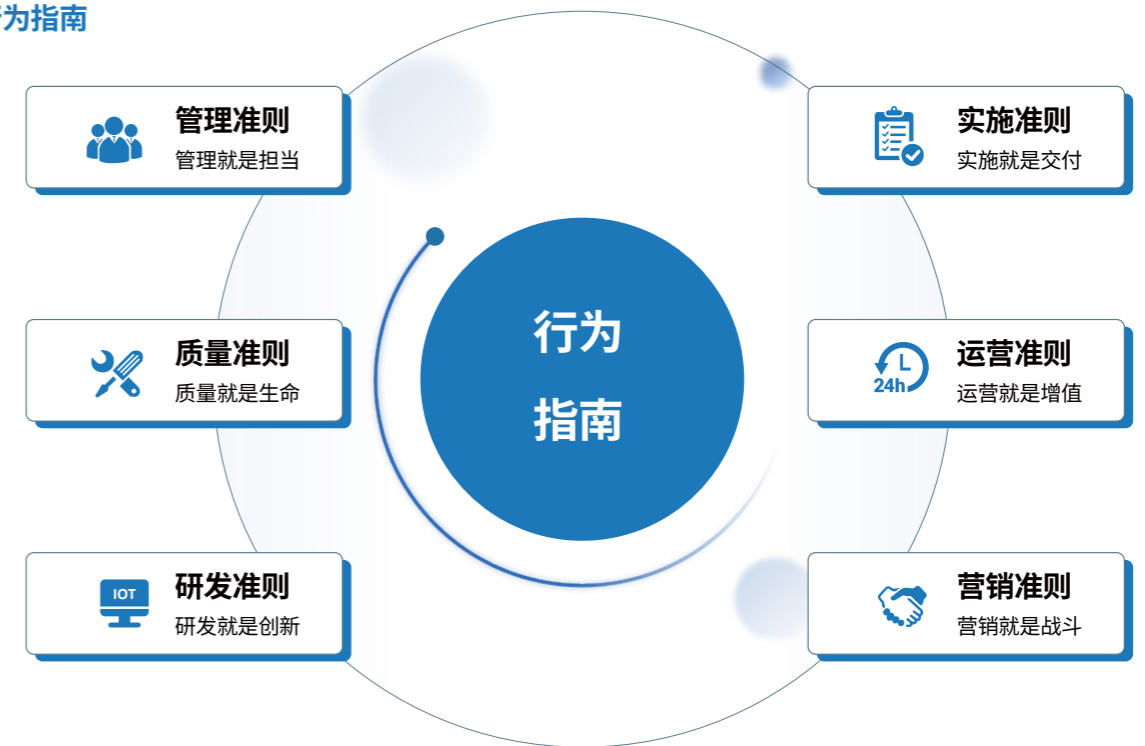 为指南
管理准则
管理就是担当
实施准则
实施就是交付
行为
指南
质量准则
质量就是生命
24h
运营准则
运营就是增值
IOT
研发准则
研发就是创新
营销准则
营销就是战斗